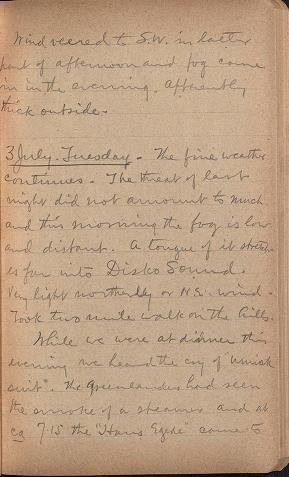 Wind veered to S.W. in latter
part of afternoon and fog came
in in the evening. Apparently
thick outside.
3 July. Tuesday. The fine weather
continues. The threat of last
night did not amount to much
and this morning the fog is low
and distant. A tongue of it stretch-
es far into Disko Sound.
Very light northerly or N.E. wind.
Took two mile walk on the hills.
While we were at dinner this
evening we heard the cry of "Umiak
suit". The Greenlanders had seen
the smoke of a steamer and at
ca 7.15 the "Hans Egede" came to